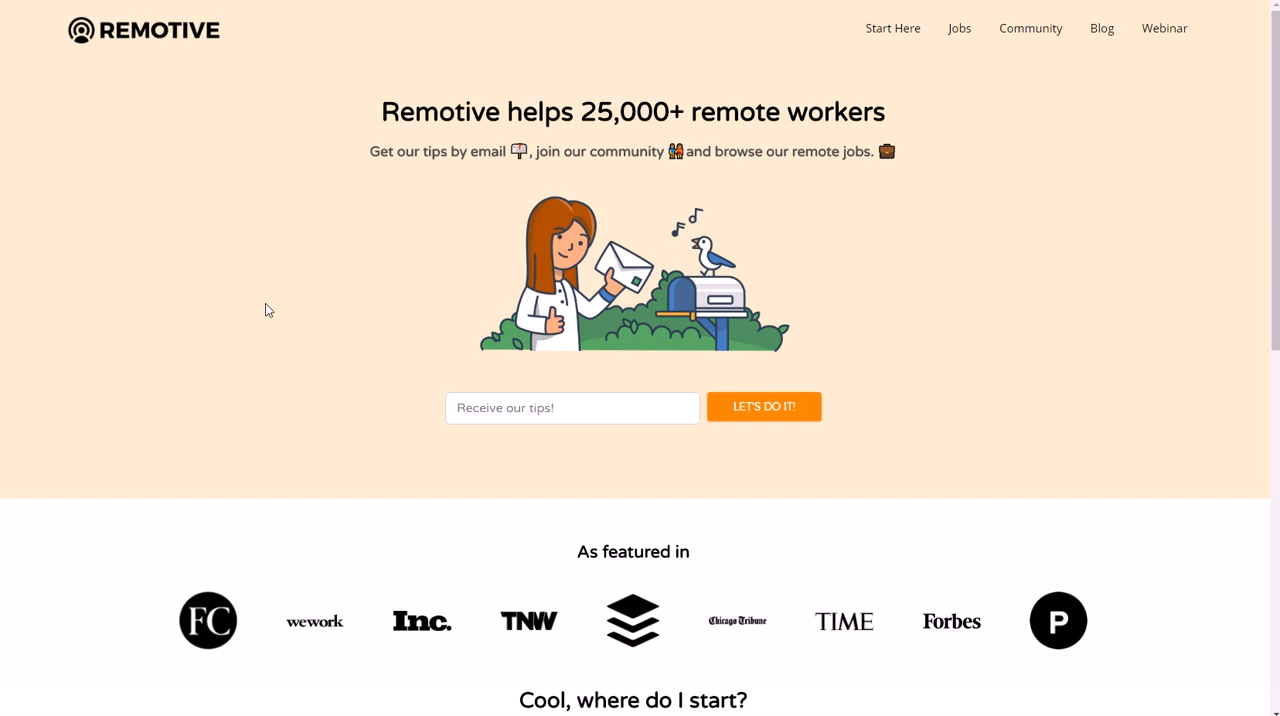 REMOTIVE
Start Here Jobs Community Blog Webinar
Remotive helps 25,000+ remote workers
Get our tips by email , join our community and browse our remote jobs.
Receive our tips! LET'S DO IT!
As featured in
FC wework Inc. TNW Chicago Tribune TIME Forbes P
Cool, where do I start?